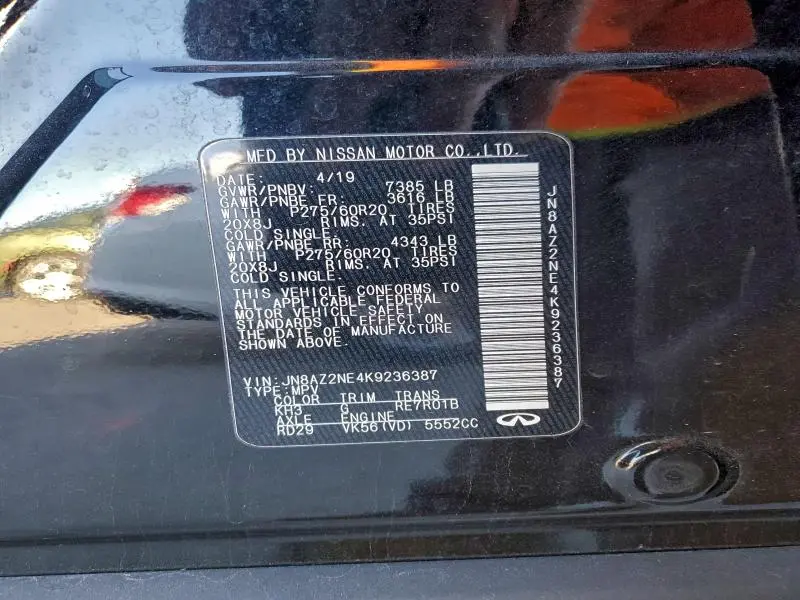 MFD BY NISSAN MOTOR CO.,LTD.
DATE: 4/19
GVWR/PNBV: 7385 LB
GAWR/PNBE FR: 3616 LB
WITH P275/60R20 TIRES
20X8J RIMS. AT 35PSI
COLD SINGLE.
GAWR/PNBE RR: 4343 LB
WITH P275/60R20 TIRES
20X8J RIMS. AT 35PSI
COLD SINGLE.
THIS VEHICLE CONFORMS TO
ALL APPLICABLE FEDERAL
MOTOR VEHICLE SAFETY
STANDARDS IN EFFECT ON
THE DATE OF MANUFACTURE
SHOWN ABOVE.
VIN: JN8AZ2NE4K9236387
TYPE: MPV
COLOR TRIM TRANS
KH3 G RE7R01B
AXLE ENGINE
RD29 VK56(VD) 5552CC
JN8AZ2NE4K9236387